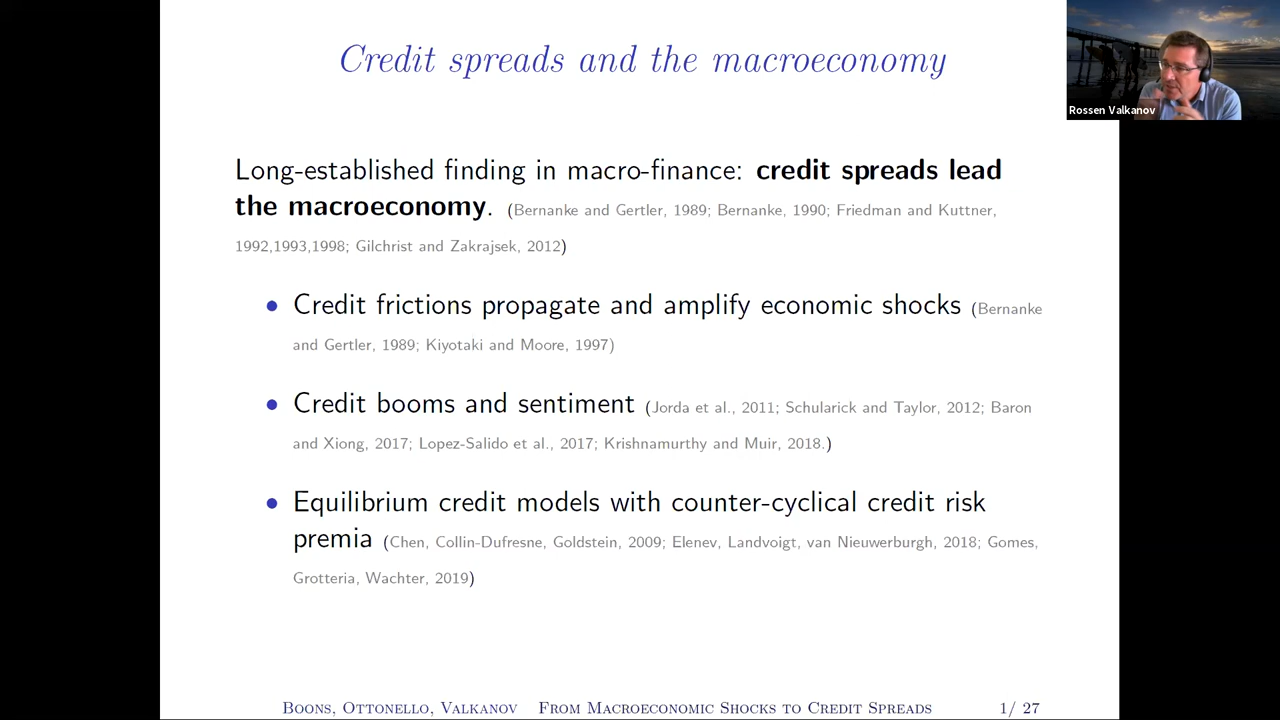 Credit spreads and the macroeconomy
Rossen Valkanov
Long-established finding in macro-finance: credit spreads lead
the macroeconomy. (Bernanke and Gertler, 1989; Bernanke, 1990; Friedman and Kuttner,
1992,1993,1998; Gilchrist and Zakrajsek, 2012)
• Credit frictions propagate and amplify economic shocks (Bernanke
and Gertler, 1989; Kiyotaki and Moore, 1997)
• Credit booms and sentiment (Jorda et al., 2011; Schularick and Taylor, 2012; Baron
and Xiong, 2017; Lopez-Salido et al., 2017; Krishnamurthy and Muir, 2018.)
• Equilibrium credit models with counter-cyclical credit risk
premia (Chen, Collin-Dufresne, Goldstein, 2009; Elenev, Landvoigt, van Nieuwerburgh, 2018; Gomes,
Grotteria, Wachter, 2019)
Boons, Ottonello, Valkanov From Macroeconomic Shocks to Credit Spreads 1/ 27